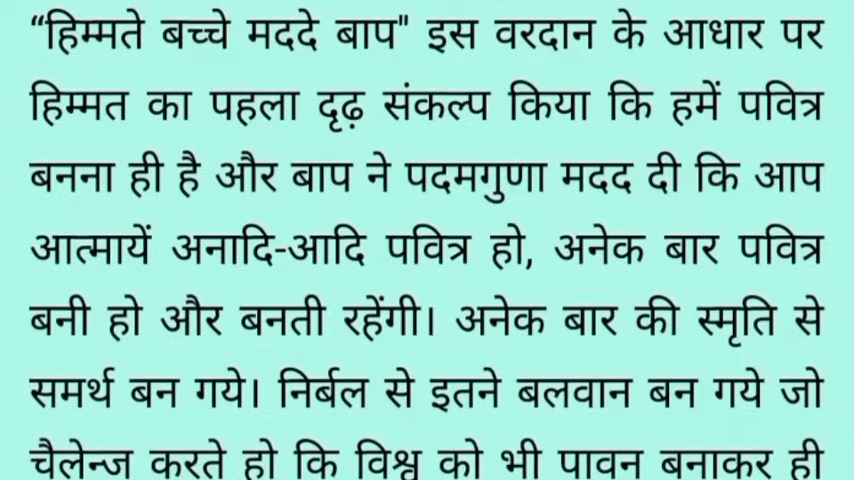 “हिम्मते बच्चे मददे बाप" इस वरदान के आधार पर
हिम्मत का पहला दृढ़ संकल्प किया कि हमें पवित्र
बनना ही है और बाप ने पदमगुणा मदद दी कि आप
आत्मायें अनादि-आदि पवित्र हो, अनेक बार पवित्र
बनी हो और बनती रहेंगी। अनेक बार की स्मृति से
समर्थ बन गये। निर्बल से इतने बलवान बन गये जो
चैलेन्ज करते हो कि विश्व को भी पावन बनाकर ही